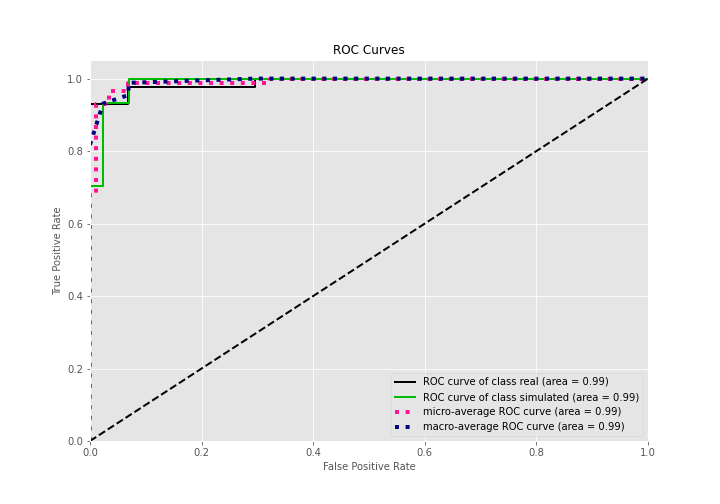 ROC Curves
True Positive Rate
1.0
0.8
0.6
0.4
0.2
0.0
0.0 0.2 0.4 0.6 0.8 1.0
False Positive Rate
ROC curve of class real (area = 0.99)
ROC curve of class simulated (area = 0.99)
micro-average ROC curve (area = 0.99)
macro-average ROC curve (area = 0.99)